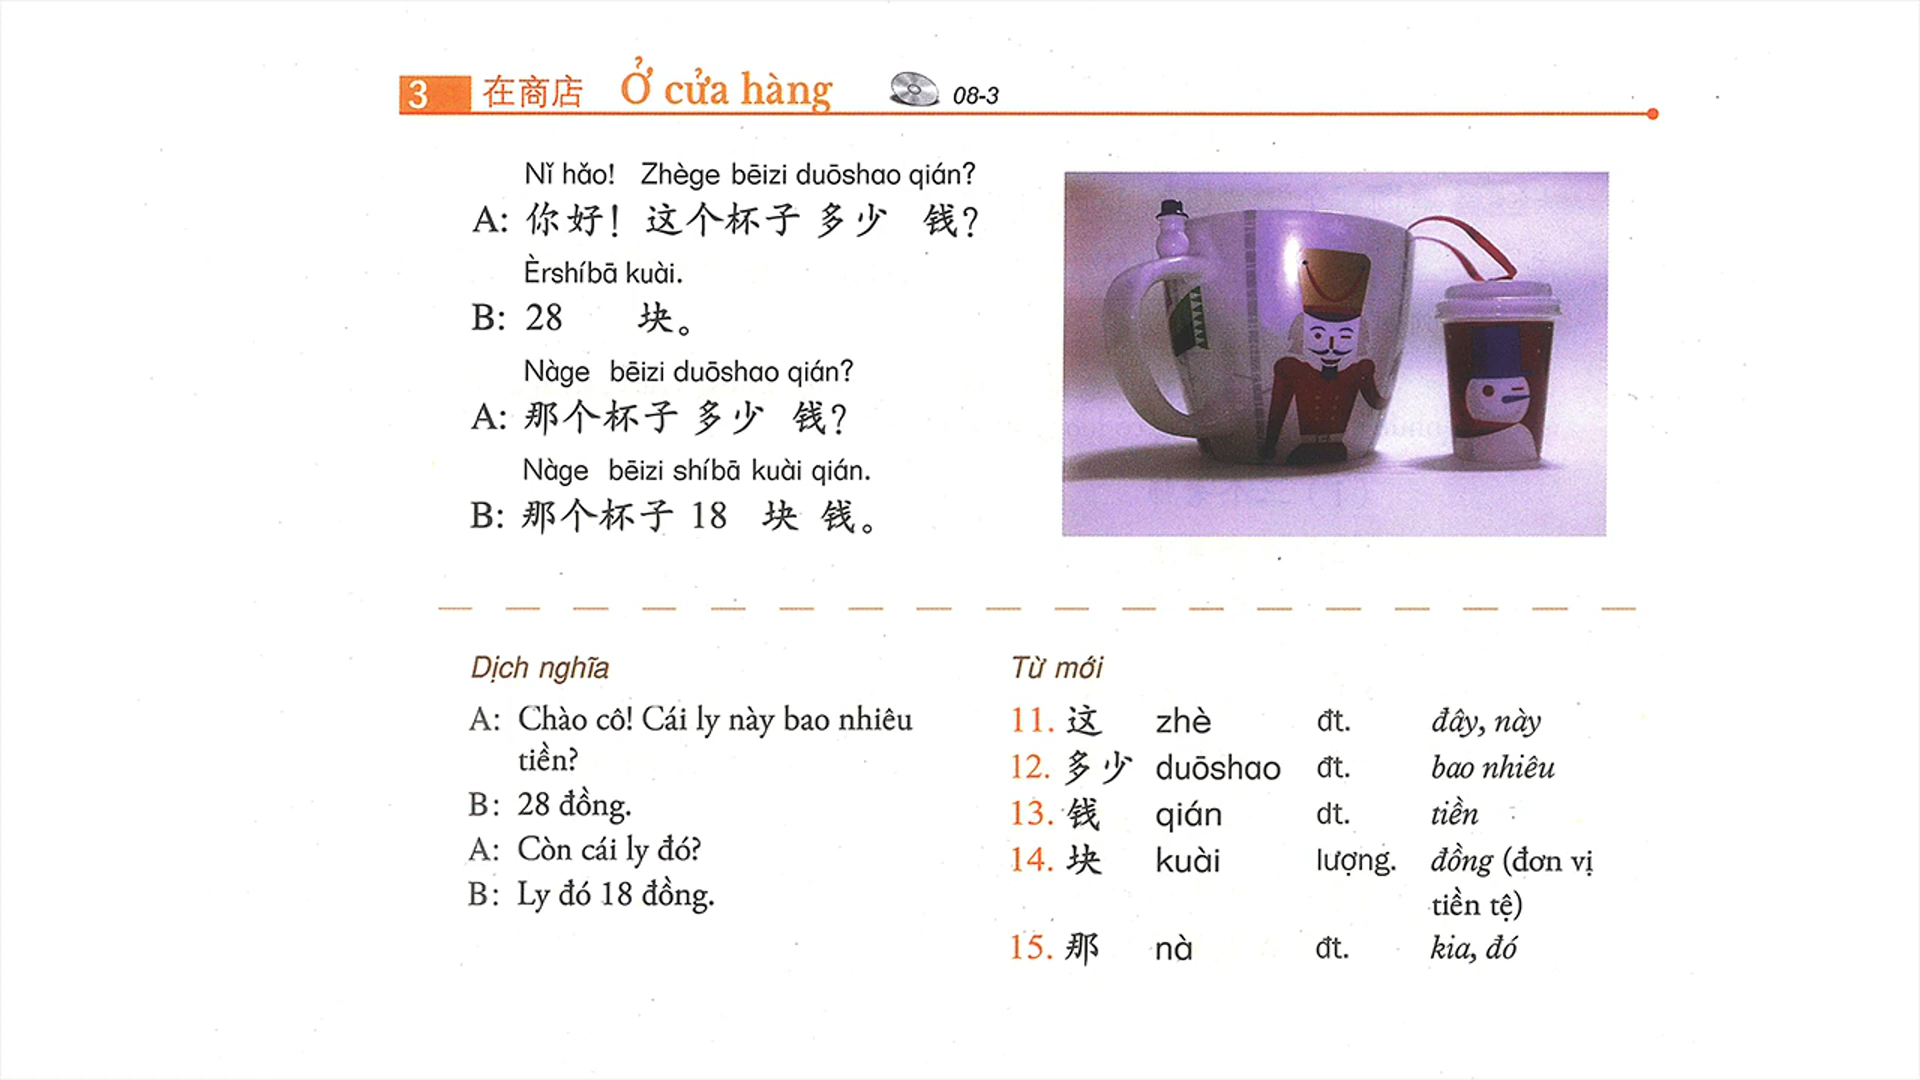 3 在商店 Ở cửa hàng 08-3
Nǐ hǎo! Zhège bēizi duōshao qián?
A: 你好！这个杯子多少钱？
Èrshíbā kuài.
B: 28 块。
Nàge bēizi duōshao qián?
A: 那个杯子多少钱？
Nàge bēizi shíbā kuài qián.
B: 那个杯子 18 块钱。
Dịch nghĩa
A: Chào cô! Cái ly này bao nhiêu
tiền?
B: 28 đồng.
A: Còn cái ly đó?
B: Ly đó 18 đồng.
Từ mới
11. 这 zhè đt. đây, này
12. 多少 duōshao đt. bao nhiêu
13. 钱 qián dt. tiền
14. 块 kuài lượng. đồng (đơn vị
tiền tệ)
15. 那 nà đt. kia, đó